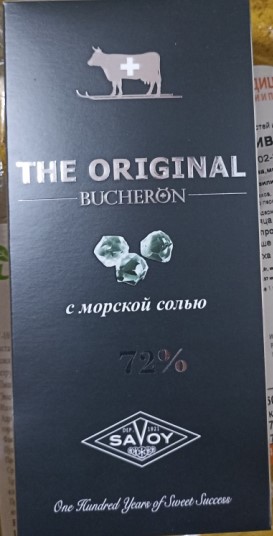 THE ORIGINAL
BUCHERON
с морской солью
72%
SAVOY
One Hundred Years of Sweet Success